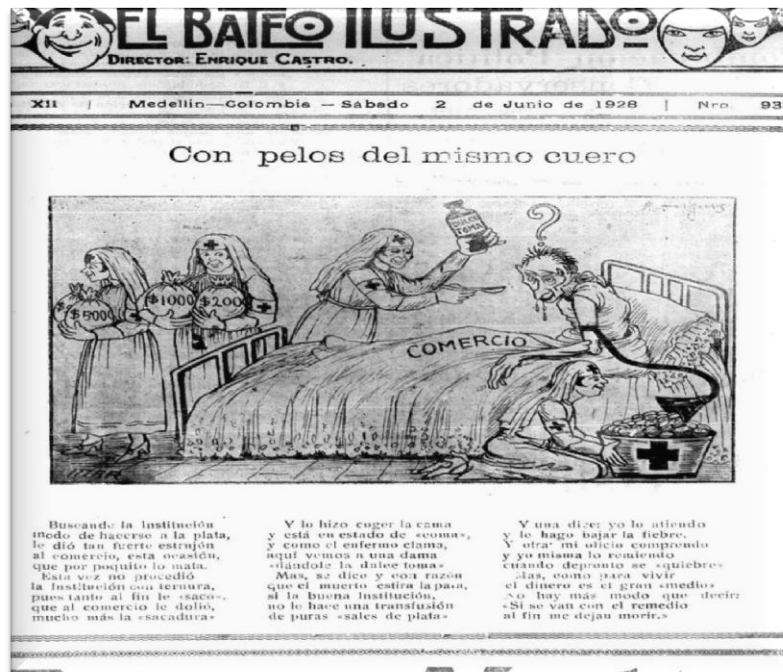 EL BATEO ILUSTRADO
DIRECTOR: ENRIQUE CASTRO.
XII | Medellín—Colombia — Sábado 2 de Junio de 1928 | Nro. 93
Con pelos del mismo cuero
DULCE TOMA
?
$5000
$1000
$200
COMERCIO
Buscando la Institución
modo de hacerse a la plata,
le dió tan fuerte estrujón
al comercio, esta ocasión,
que por poquito lo mata.
Esta vez no procedió
la Institución con ternura,
pues tanto al fin le «saco».
que al comercio le dolió,
mucho más la «sacadura»
Y lo hizo coger la cama
y está en estado de «coma»,
y como el enfermo clama,
aquí vemos a una dama
«dándole la dulce toma»
Mas, se dice y con razón
que el muerto estira la pata,
si la buena Institución,
no le hace una transfusión
de puras «sales de plata»
Y una dice: yo lo atiendo
y le hago bajar la fiebre.
Y otra: mi oficio comprendo
y yo misma lo remiendo
cuando depronto se «quiebre»
Mas, como para vivir
el dinero es el gran «medio»
no hay más modo que decir:
«Si se van con el remedio
al fin me dejan morir.»